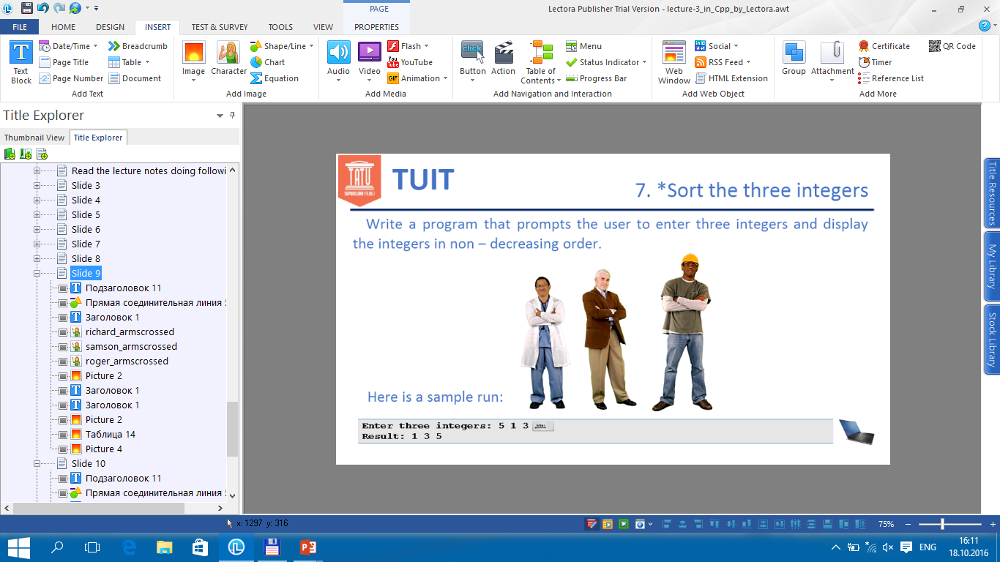 PAGE
Lectora Publisher Trial Version - lecture-3_in_Cpp_by_Lectora.awt
FILE HOME DESIGN INSERT TEST & SURVEY TOOLS VIEW PROPERTIES
Text Block
Date/Time
Page Title
Page Number
Breadcrumb
Table
Document
Add Text
Image
Character
Shape/Line
Chart
Equation
Add Image
Audio
Video
Flash
YouTube
GIF Animation
Add Media
click
Button
Action
Table of Contents
Menu
Status Indicator
Progress Bar
Add Navigation and Interaction
Web Window
Social
RSS Feed
HTML Extension
Add Web Object
Group
Attachment
Certificate
Timer
Reference List
QR Code
Add More
Title Explorer
Thumbnail View Title Explorer
Read the lecture notes doing followi
Slide 3
Slide 4
Slide 5
Slide 6
Slide 7
Slide 8
Slide 9
Подзаголовок 11
Прямая соединительная линия
Заголовок 1
richard_armscrossed
samson_armscrossed
roger_armscrossed
Picture 2
Заголовок 1
Заголовок 1
Picture 2
Таблица 14
Picture 4
Slide 10
Подзаголовок 11
Прямая соединительная линия
TATU
SAMARQAND FILIALI
TUIT
7. *Sort the three integers
Write a program that prompts the user to enter three integers and display
the integers in non – decreasing order.
Here is a sample run:
Enter three integers: 5 1 3
Result: 1 3 5
Title Resources
My Library
Stock Library
x: 1297 y: 316
75%
ENG
16:11
18.10.2016